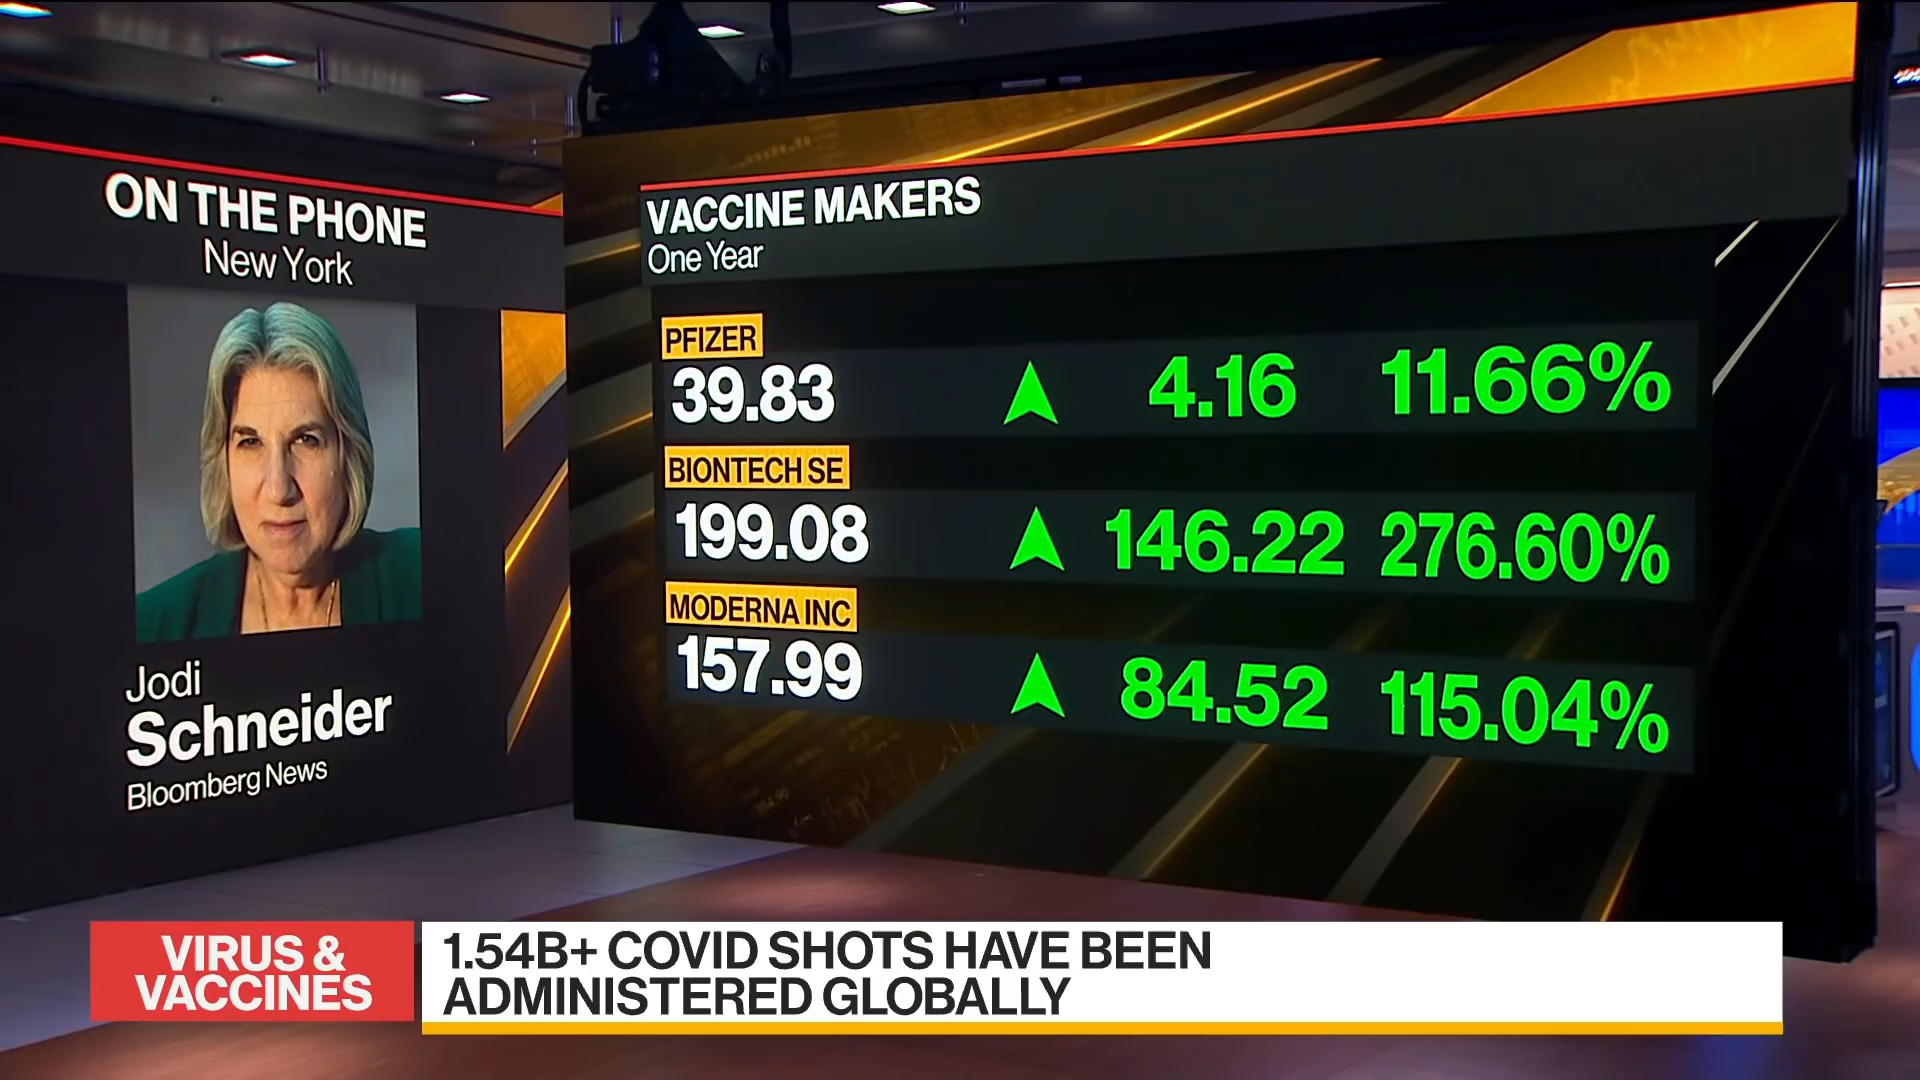 ON THE PHONE
New York
Jodi
Schneider
Bloomberg News
VACCINE MAKERS
One Year
PFIZER
39.83 4.16 11.66%
BIONTECH SE
199.08 146.22 276.60%
MODERNA INC
157.99 84.52 115.04%
VIRUS &
VACCINES
1.54B+ COVID SHOTS HAVE BEEN
ADMINISTERED GLOBALLY